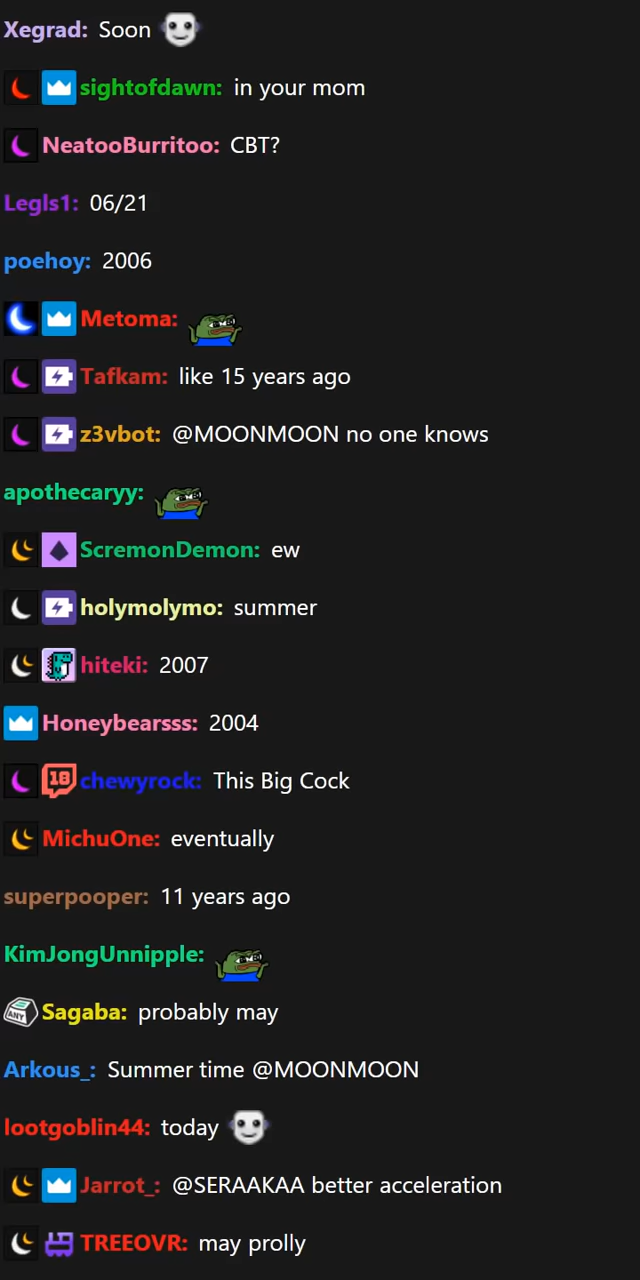 Xegrad: Soon
sightofdawn: in your mom
NeatooBurritoo: CBT?
Legls1: 06/21
poehoy: 2006
Metoma:
Tafkam: like 15 years ago
z3vbot: @MOONMOON no one knows
apothecaryy:
ScremonDemon: ew
holymolymo: summer
hiteki: 2007
Honeybearsss: 2004
18 chewyrock: This Big Cock
MichuOne: eventually
superpooper: 11 years ago
KimJongUnnipple:
ANY Sagaba: probably may
Arkous_: Summer time @MOONMOON
lootgoblin44: today
Jarrot_: @SERAAKAA better acceleration
TREEOVR: may prolly